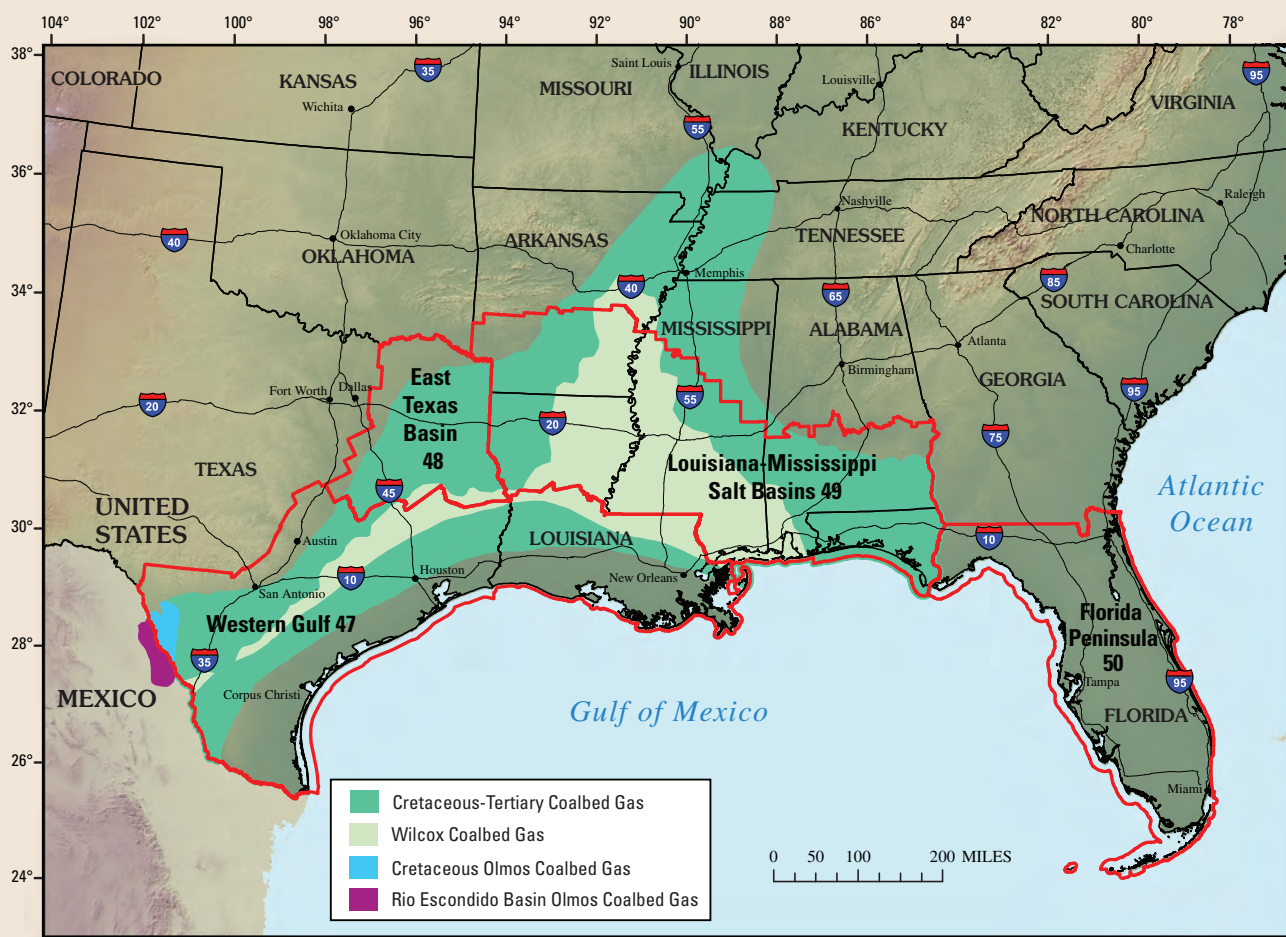 104° 102° 100° 98° 96° 94° 92° 90° 88° 86° 84° 82° 80° 78°
38°
36°
34°
32°
30°
28°
26°
24°
COLORADO
KANSAS
35
Wichita
MISSOURI
Saint Louis
ILLINOIS
55
Louisville
KENTUCKY
VIRGINIA
95
40
Oklahoma City
OKLAHOMA
ARKANSAS
40
Memphis
Nashville
TENNESSEE
65
NORTH CAROLINA
Raleigh
Charlotte
85
SOUTH CAROLINA
MISSISSIPPI
ALABAMA
Birmingham
Atlanta
GEORGIA
95
75
20
Fort Worth
Dallas
East
Texas
Basin
48
20
55
TEXAS
45
Louisiana-Mississippi
Salt Basins 49
UNITED
STATES
Austin
LOUISIANA
10
Houston
San Antonio
New Orleans
10
Atlantic
Ocean
Western Gulf 47
35
Corpus Christi
MEXICO
Gulf of Mexico
Florida
Peninsula
50
Tampa
95
FLORIDA
Miami
Cretaceous-Tertiary Coalbed Gas
Wilcox Coalbed Gas
Cretaceous Olmos Coalbed Gas
Rio Escondido Basin Olmos Coalbed Gas
0 50 100 200 MILES